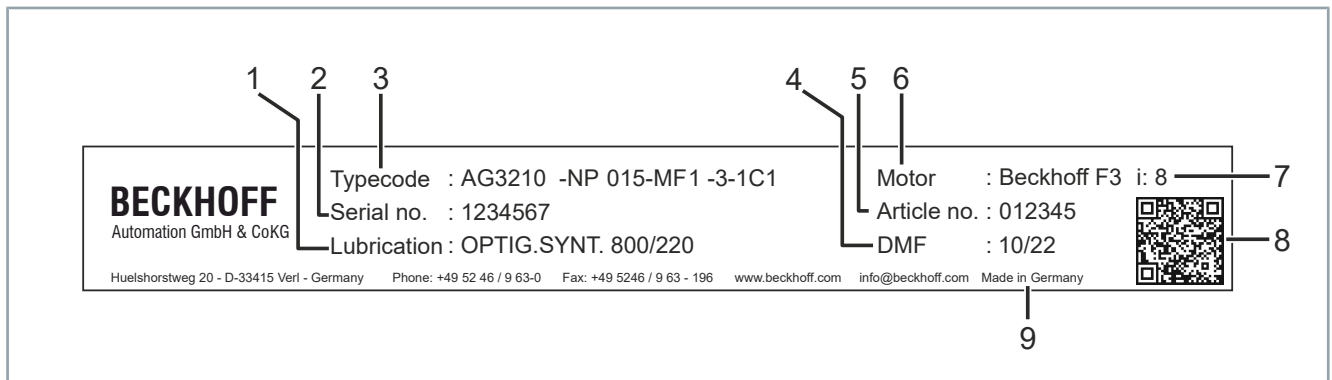 1 2 3 4 5 6
BECKHOFF
Automation GmbH & CoKG
Typecode : AG3210 -NP 015-MF1 -3-1C1
Serial no. : 1234567
Lubrication : OPTIG.SYNT. 800/220
Motor : Beckhoff F3 i: 8 7
Article no. : 012345
DMF : 10/22
8
Huelshorstweg 20 - D-33415 Verl - Germany Phone: +49 52 46 / 9 63-0 Fax: +49 5246 / 9 63 - 196 www.beckhoff.com info@beckhoff.com Made in Germany
9